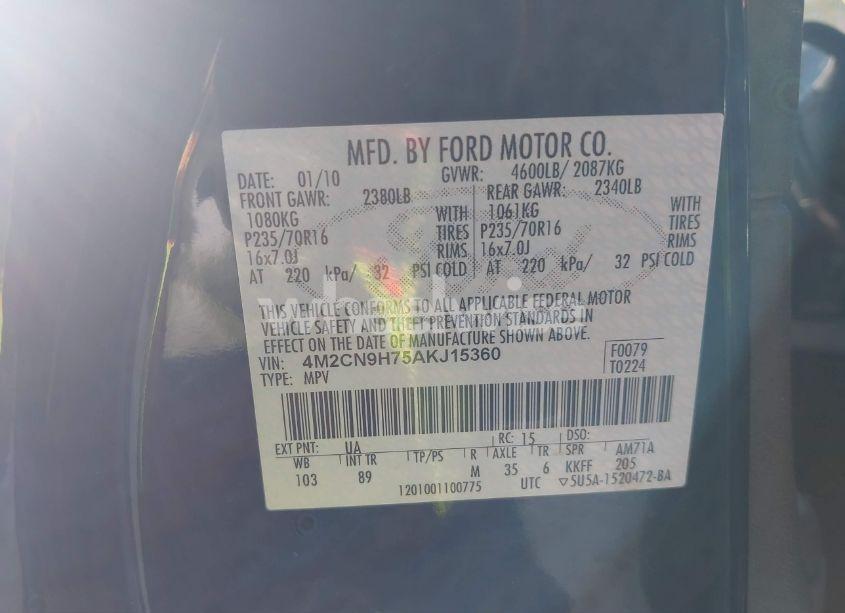 MFD. BY FORD MOTOR CO.
DATE: 01/10 GVWR: 4600LB/ 2087KG
FRONT GAWR: 2380LB REAR GAWR: 2340LB
1080KG WITH 1061KG WITH
P235/70R16 TIRES P235/70R16 TIRES
16x7.0J RIMS 16x7.0J RIMS
AT 220 kPa/ 32 PSI COLD AT 220 kPa/ 32 PSI COLD
THIS VEHICLE CONFORMS TO ALL APPLICABLE FEDERAL MOTOR
VEHICLE SAFETY AND THEFT PREVENTION STANDARDS IN
EFFECT ON THE DATE OF MANUFACTURE SHOWN ABOVE.
VIN: 4M2CN9H75AKJ15360 F0079
TYPE: MPV T0224
EXT PNT: UA RC: 15 DSO:
WB INT TR TP/PS R AXLE TR SPR AM71A
103 89 M 35 6 KKFF 205
1201001100775 UTC ▽5U5A-1520472-BA